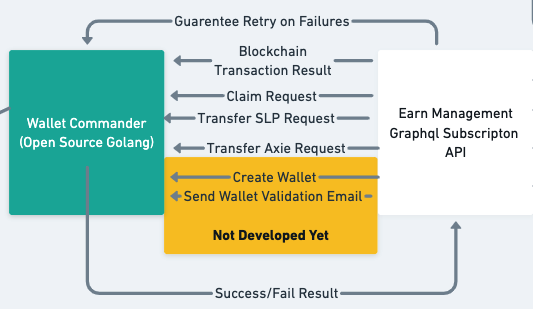 Guarentee Retry on Failures
Blockchain
Transaction Result
Claim Request
Transfer SLP Request
Transfer Axie Request
Create Wallet
Send Wallet Validation Email
Not Developed Yet
Wallet Commander
(Open Source Golang)
Earn Management
Graphql Subscripton
API
Success/Fail Result